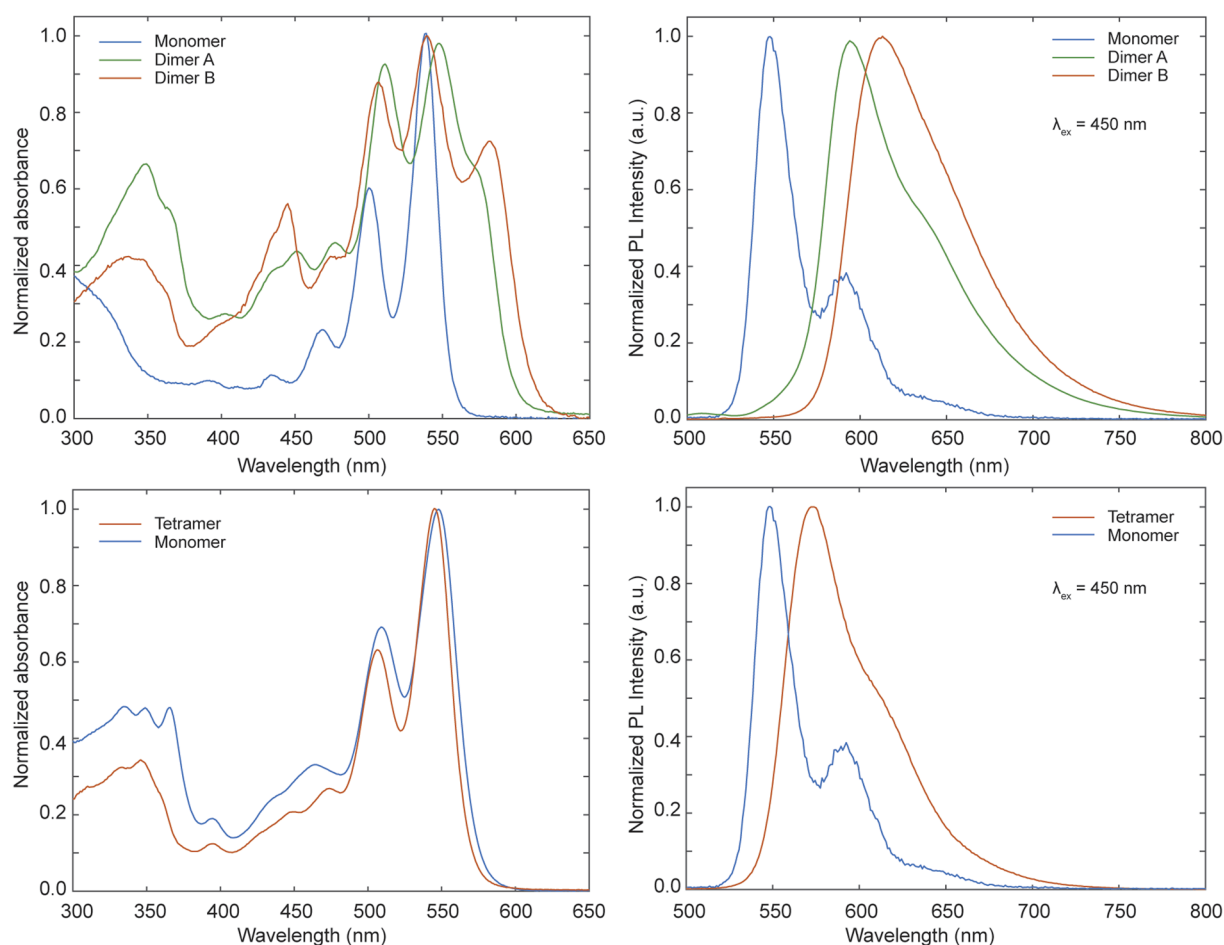 Normalized absorbance
1.0
0.8
0.6
0.4
0.2
0.0
Monomer
Dimer A
Dimer B
300 350 400 450 500 550 600 650
Wavelength (nm)
Normalized PL Intensity (a.u.)
1.0
0.8
0.6
0.4
0.2
0.0
Monomer
Dimer A
Dimer B
λex = 450 nm
500 550 600 650 700 750 800
Wavelength (nm)
Normalized absorbance
1.0
0.8
0.6
0.4
0.2
0.0
Tetramer
Monomer
300 350 400 450 500 550 600 650
Wavelength (nm)
Normalized PL Intensity (a.u.)
1.0
0.8
0.6
0.4
0.2
0.0
Tetramer
Monomer
λex = 450 nm
500 550 600 650 700 750 800
Wavelength (nm)